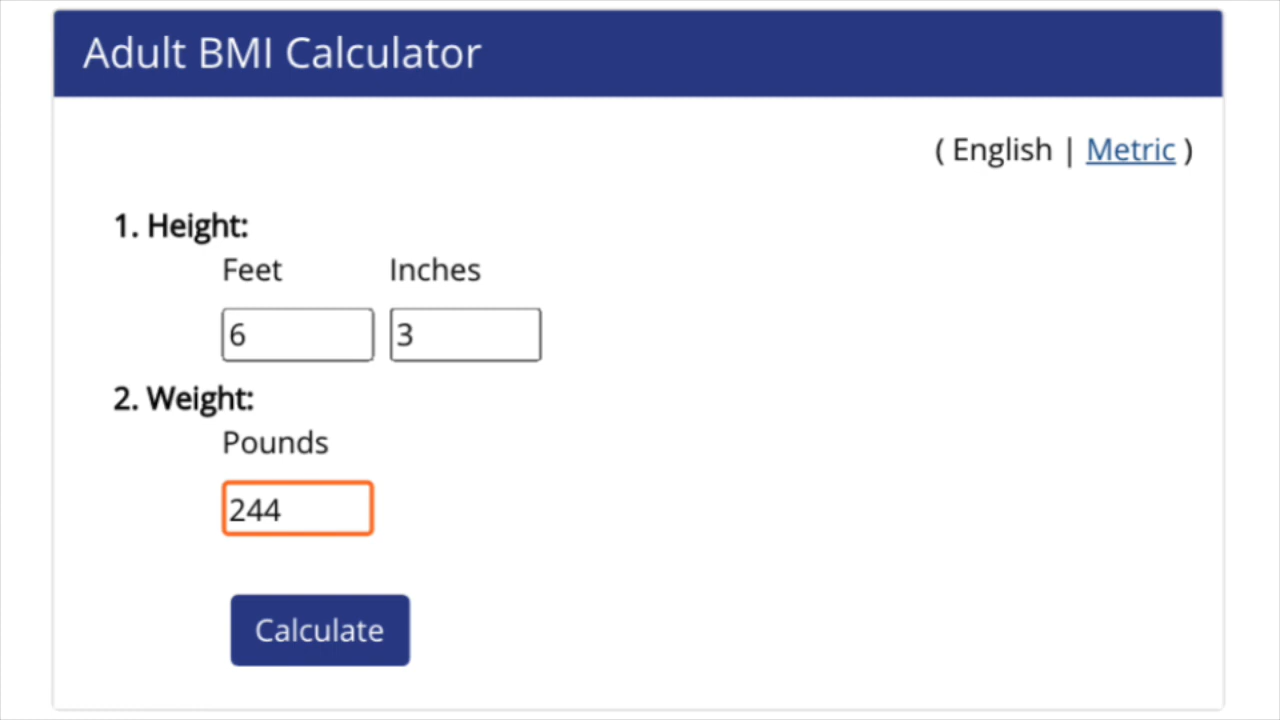 Adult BMI Calculator
( English | Metric )
1. Height:
Feet Inches
6 3
2. Weight:
Pounds
244
Calculate